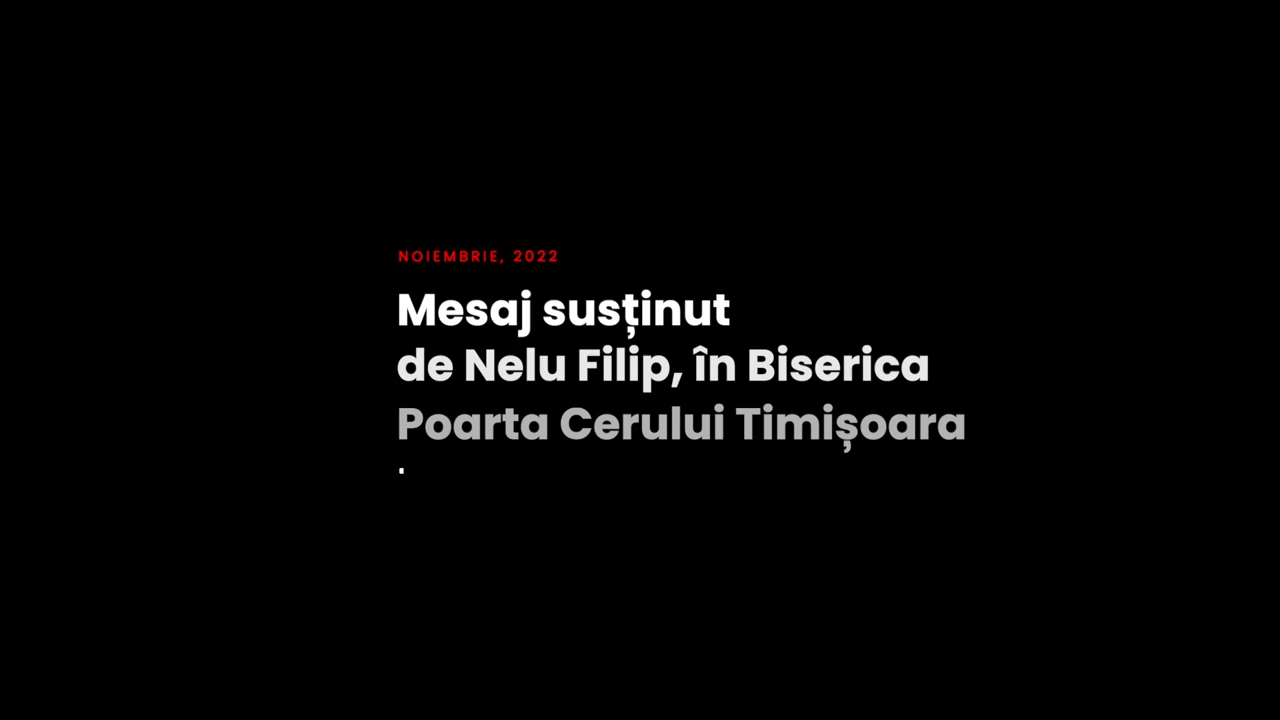 NOIEMBRIE, 2022
Mesaj susținut
de Nelu Filip, în Biserica
Poarta Cerului Timișoara
.